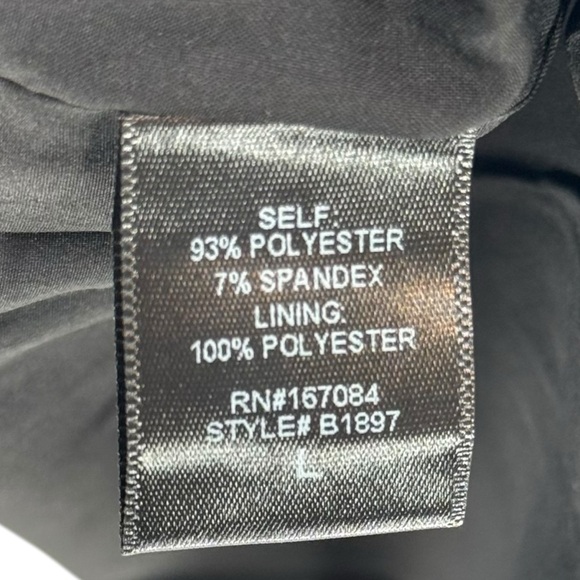 SELF:
93% POLYESTER
7% SPANDEX
LINING:
100% POLYESTER
RN#167084
STYLE# B1897
L